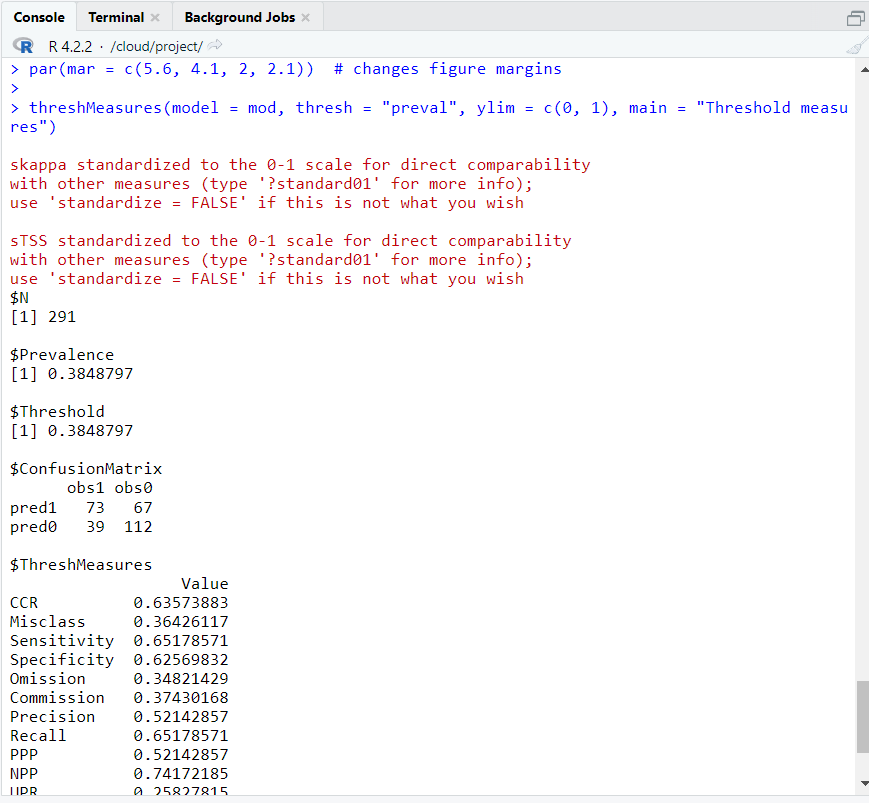 Console Terminal × Background Jobs ×
R R 4.2.2 · /cloud/project/
> par(mar = c(5.6, 4.1, 2, 2.1))  # changes figure margins
>
> threshMeasures(model = mod, thresh = "preval", ylim = c(0, 1), main = "Threshold measu
res")
skappa standardized to the 0-1 scale for direct comparability
with other measures (type '?standard01' for more info);
use 'standardize = FALSE' if this is not what you wish
sTSS standardized to the 0-1 scale for direct comparability
with other measures (type '?standard01' for more info);
use 'standardize = FALSE' if this is not what you wish
$N
[1] 291
$Prevalence
[1] 0.3848797
$Threshold
[1] 0.3848797
$ConfusionMatrix
      obs1 obs0
pred1   73   67
pred0   39  112
$ThreshMeasures
                  Value
CCR          0.63573883
Misclass     0.36426117
Sensitivity  0.65178571
Specificity  0.62569832
Omission     0.34821429
Commission   0.37430168
Precision    0.52142857
Recall       0.65178571
PPP          0.52142857
NPP          0.74172185
UPR          0.25827815